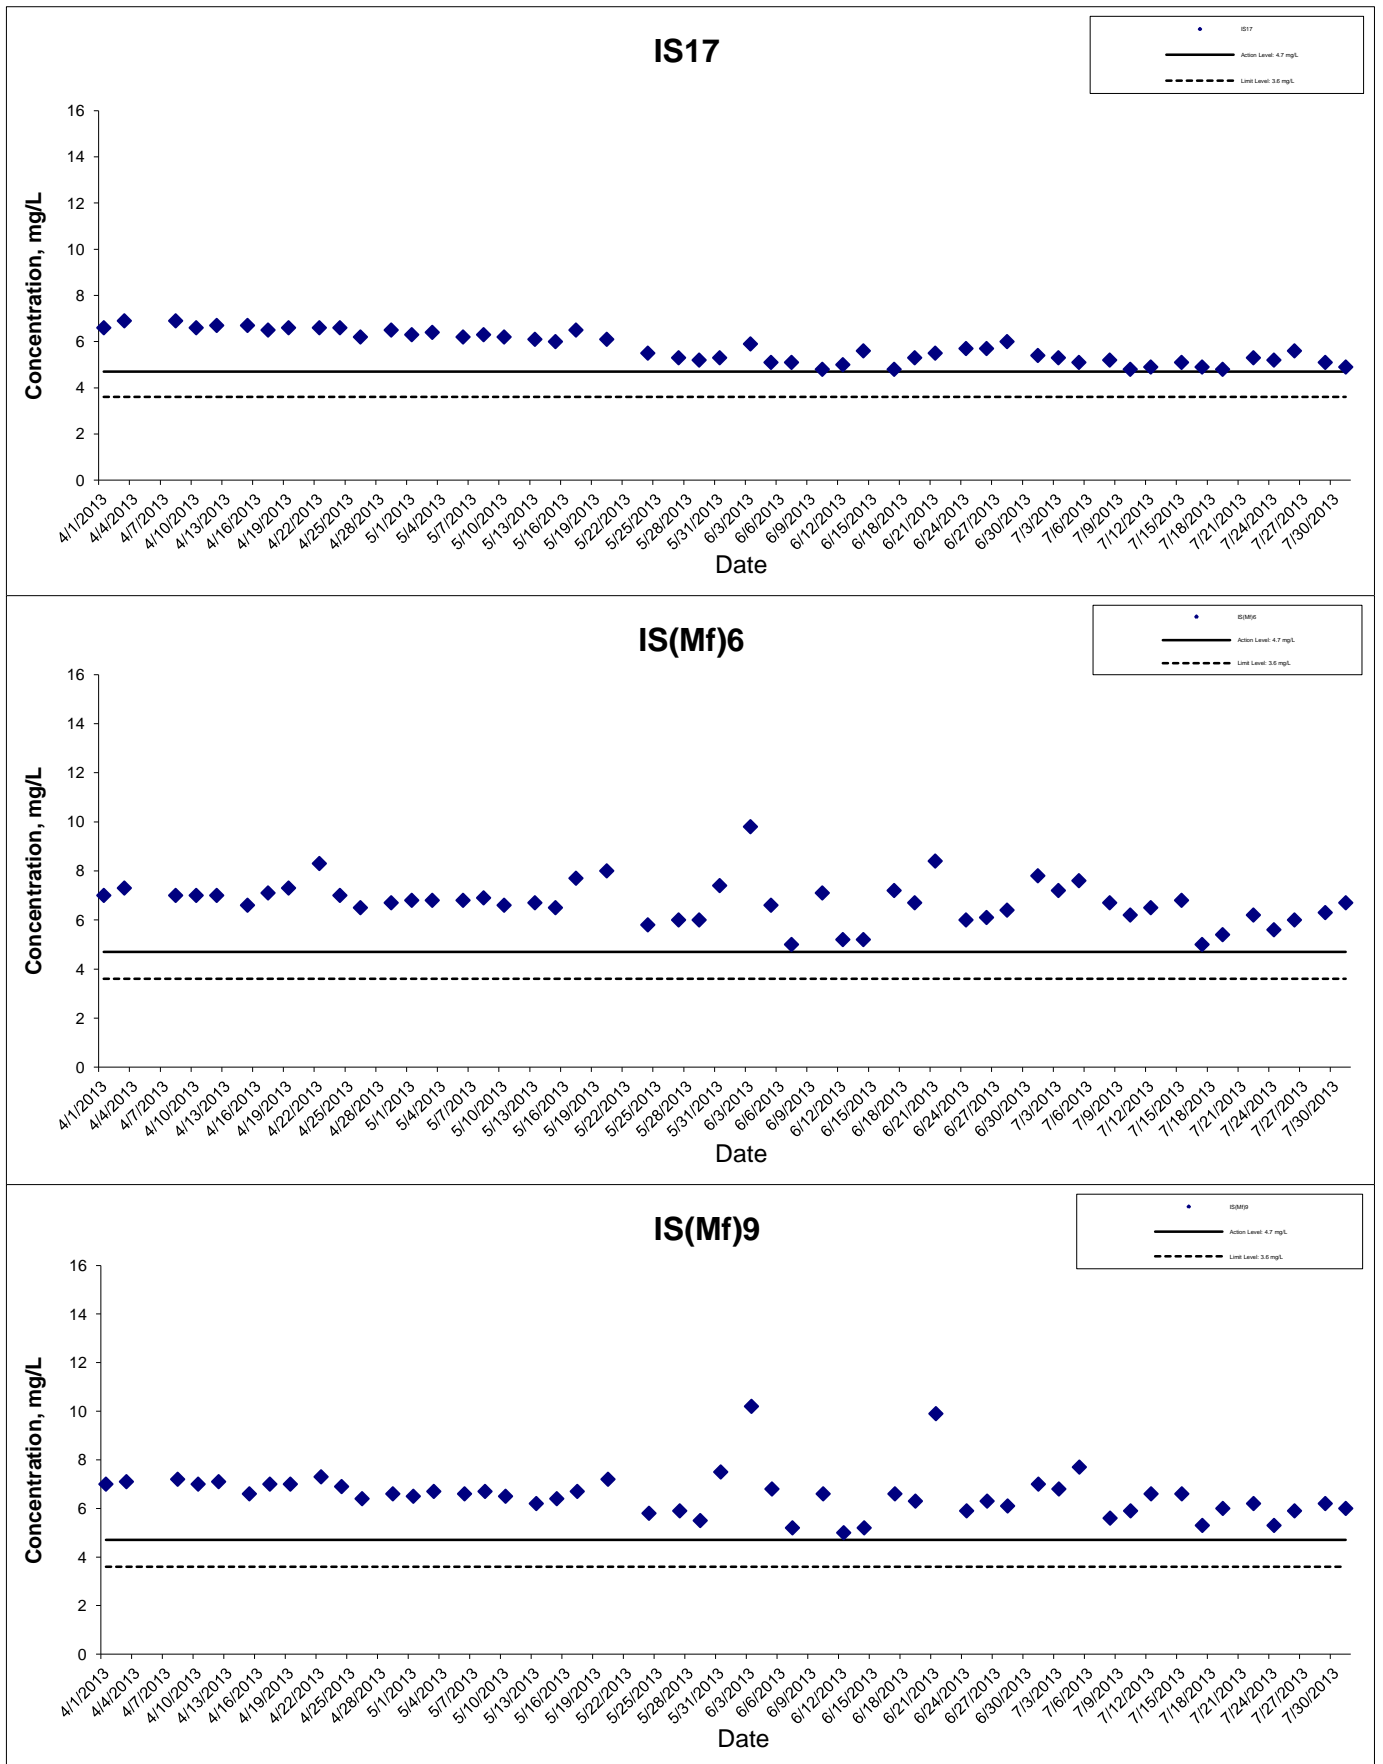 IS17
IS17
Action Level: 4.7 mg/L
Limit Level: 3.6 mg/L
Concentration, mg/L
16
14
12
10
8
6
4
2
0
4/1/2013 4/4/2013 4/7/2013 4/10/2013 4/13/2013 4/16/2013 4/19/2013 4/22/2013 4/25/2013 4/28/2013 5/1/2013 5/4/2013 5/7/2013 5/10/2013 5/13/2013 5/16/2013 5/19/2013 5/22/2013 5/25/2013 5/28/2013 5/31/2013 6/3/2013 6/6/2013 6/9/2013 6/12/2013 6/15/2013 6/18/2013 6/21/2013 6/24/2013 6/27/2013 6/30/2013 7/3/2013 7/6/2013 7/9/2013 7/12/2013 7/15/2013 7/18/2013 7/21/2013 7/24/2013 7/27/2013 7/30/2013
Date
IS(Mf)6
IS(Mf)6
Action Level: 4.7 mg/L
Limit Level: 3.6 mg/L
Concentration, mg/L
16
14
12
10
8
6
4
2
0
4/1/2013 4/4/2013 4/7/2013 4/10/2013 4/13/2013 4/16/2013 4/19/2013 4/22/2013 4/25/2013 4/28/2013 5/1/2013 5/4/2013 5/7/2013 5/10/2013 5/13/2013 5/16/2013 5/19/2013 5/22/2013 5/25/2013 5/28/2013 5/31/2013 6/3/2013 6/6/2013 6/9/2013 6/12/2013 6/15/2013 6/18/2013 6/21/2013 6/24/2013 6/27/2013 6/30/2013 7/3/2013 7/6/2013 7/9/2013 7/12/2013 7/15/2013 7/18/2013 7/21/2013 7/24/2013 7/27/2013 7/30/2013
Date
IS(Mf)9
IS(Mf)9
Action Level: 4.7 mg/L
Limit Level: 3.6 mg/L
Concentration, mg/L
16
14
12
10
8
6
4
2
0
4/1/2013 4/4/2013 4/7/2013 4/10/2013 4/13/2013 4/16/2013 4/19/2013 4/22/2013 4/25/2013 4/28/2013 5/1/2013 5/4/2013 5/7/2013 5/10/2013 5/13/2013 5/16/2013 5/19/2013 5/22/2013 5/25/2013 5/28/2013 5/31/2013 6/3/2013 6/6/2013 6/9/2013 6/12/2013 6/15/2013 6/18/2013 6/21/2013 6/24/2013 6/27/2013 6/30/2013 7/3/2013 7/6/2013 7/9/2013 7/12/2013 7/15/2013 7/18/2013 7/21/2013 7/24/2013 7/27/2013 7/30/2013
Date